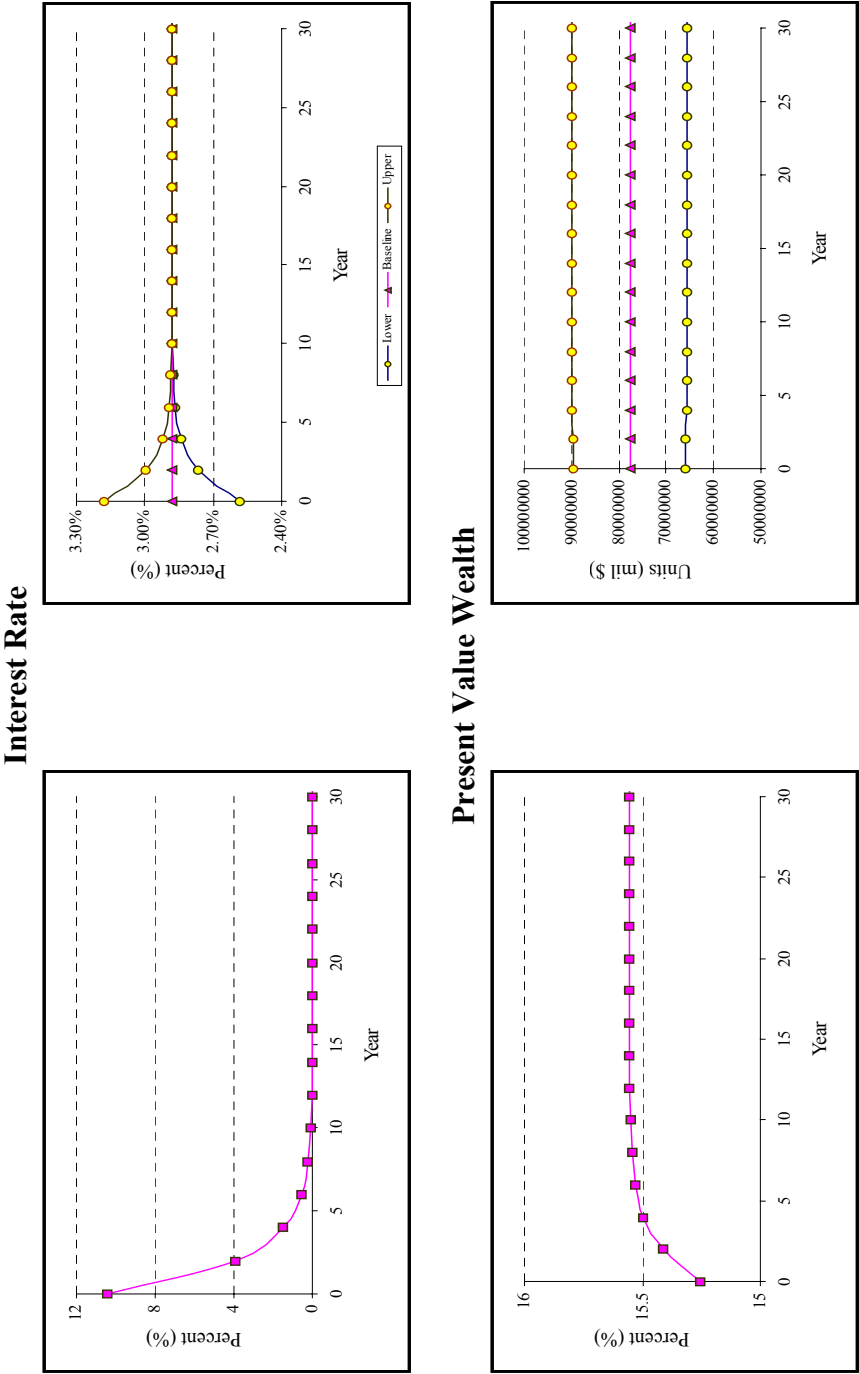 Interest Rate
12
8
4
0
Percent (%)
0 5 10 15 20 25 30
Year
3.30%
3.00%
2.70%
2.40%
Percent (%)
0 5 10 15 20 25 30
Year
Lower Baseline Upper
Present Value Wealth
16
15.5
15
Percent (%)
0 5 10 15 20 25 30
Year
100000000
90000000
80000000
70000000
60000000
50000000
Units (mil $)
0 5 10 15 20 25 30
Year